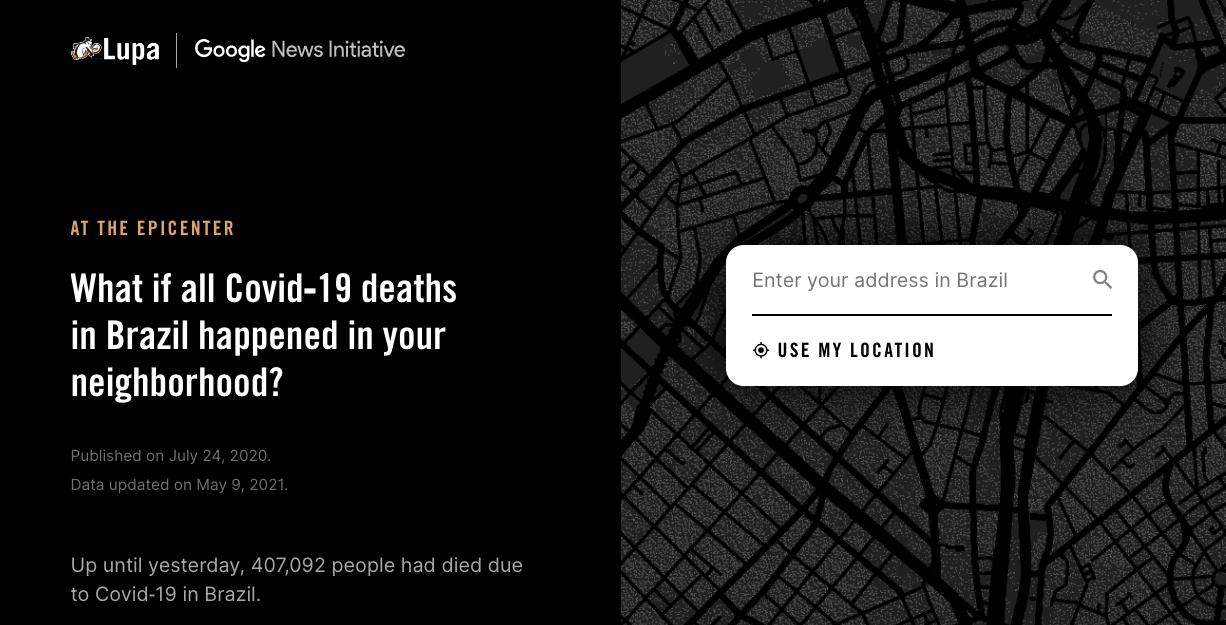 Lupa
Google News Initiative
AT THE EPICENTER
What if all Covid-19 deaths
in Brazil happened in your
neighborhood?
Published on July 24, 2020.
Data updated on May 9, 2021.
Up until yesterday, 407,092 people had died due
to Covid-19 in Brazil.
Enter your address in Brazil
USE MY LOCATION